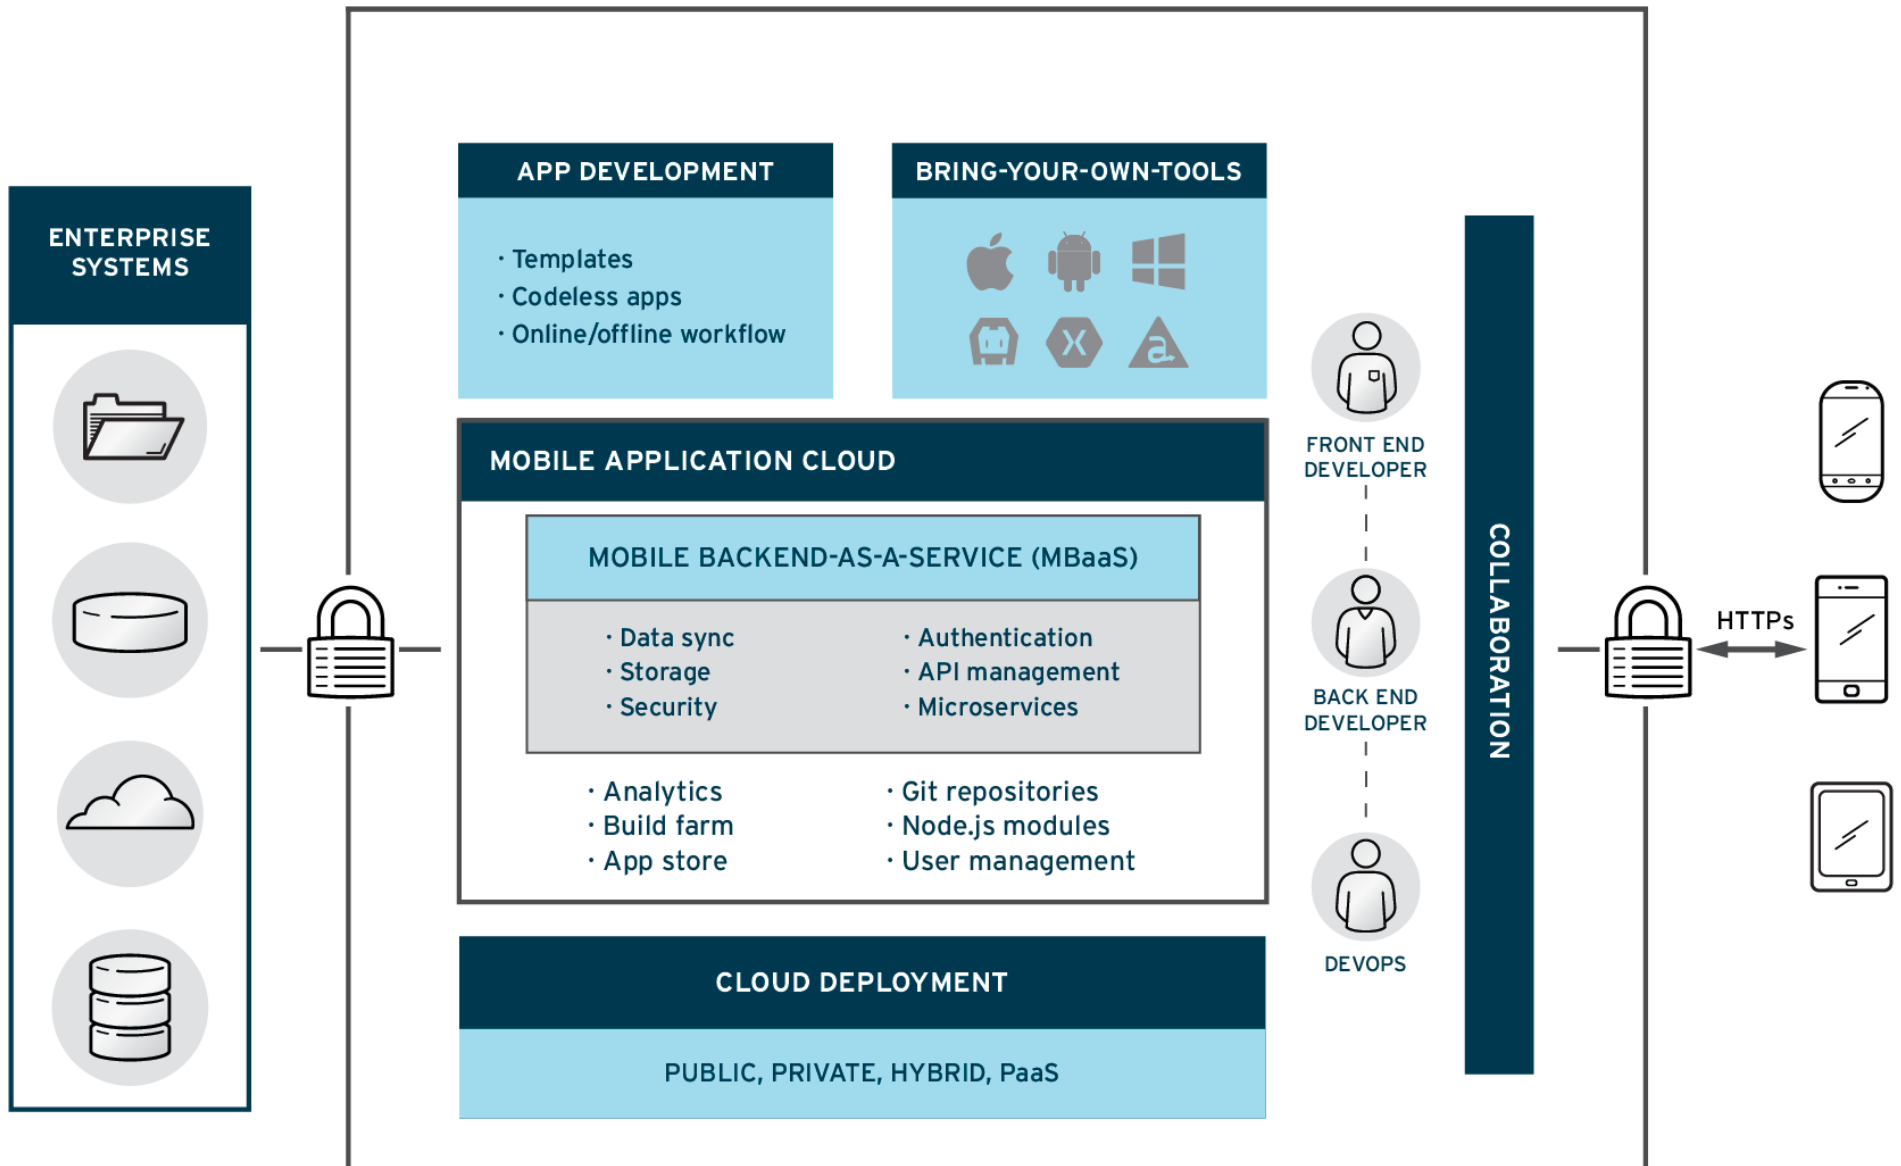 ENTERPRISE
SYSTEMS
APP DEVELOPMENT
· Templates
· Codeless apps
· Online/offline workflow
BRING-YOUR-OWN-TOOLS
MOBILE APPLICATION CLOUD
MOBILE BACKEND-AS-A-SERVICE (MBaaS)
· Data sync
· Storage
· Security
· Authentication
· API management
· Microservices
· Analytics
· Build farm
· App store
· Git repositories
· Node.js modules
· User management
CLOUD DEPLOYMENT
PUBLIC, PRIVATE, HYBRID, PaaS
FRONT END
DEVELOPER
BACK END
DEVELOPER
DEVOPS
COLLABORATION
HTTPs